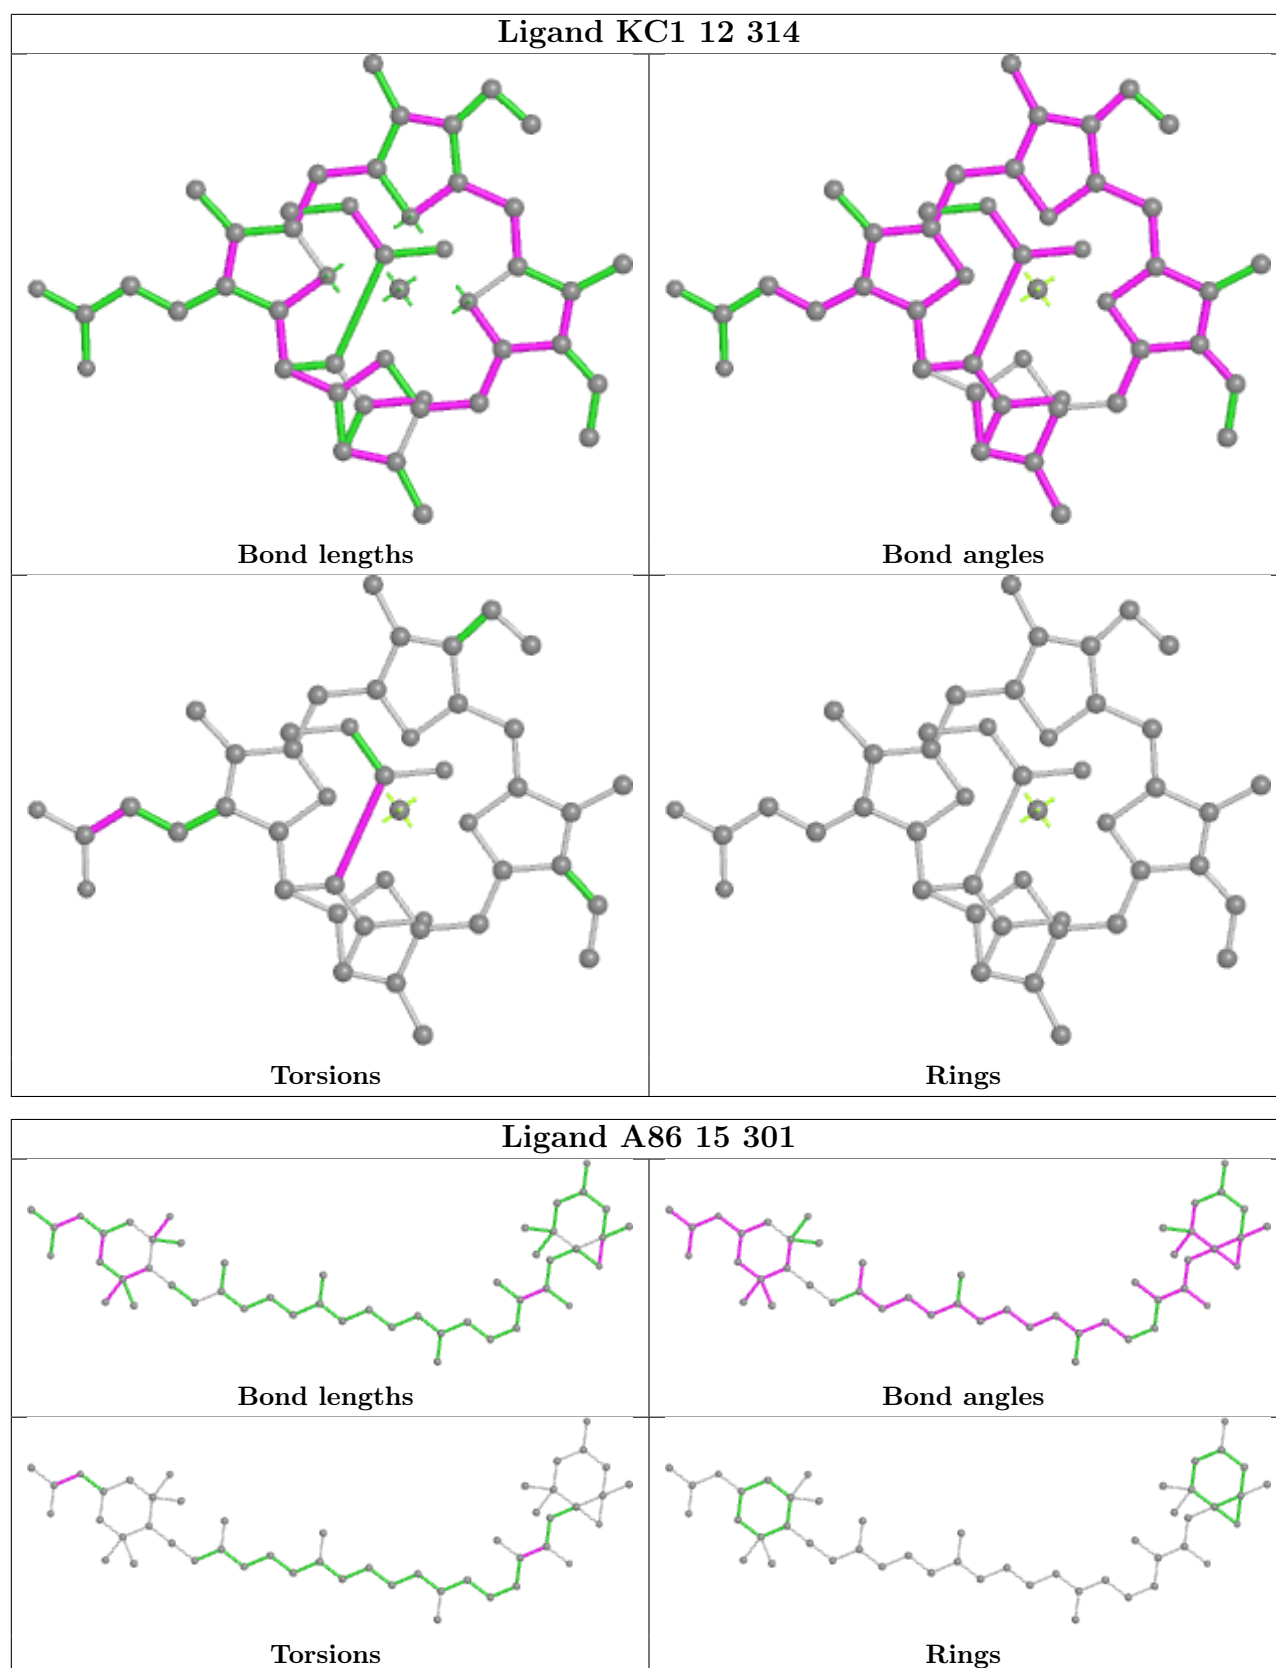 Ligand KC1 12 314
Bond lengths
Bond angles
Torsions
Rings
Ligand A86 15 301
Bond lengths
Bond angles
Torsions
Rings